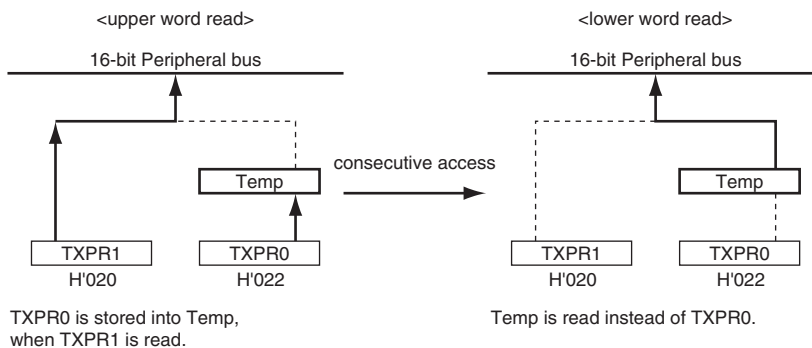 <upper word read>
16-bit Peripheral bus
Temp
TXPR1
TXPR0
H'020
H'022
TXPR0 is stored into Temp,
when TXPR1 is read.
consecutive access
<lower word read>
16-bit Peripheral bus
Temp
TXPR1
TXPR0
H'020
H'022
Temp is read instead of TXPR0.